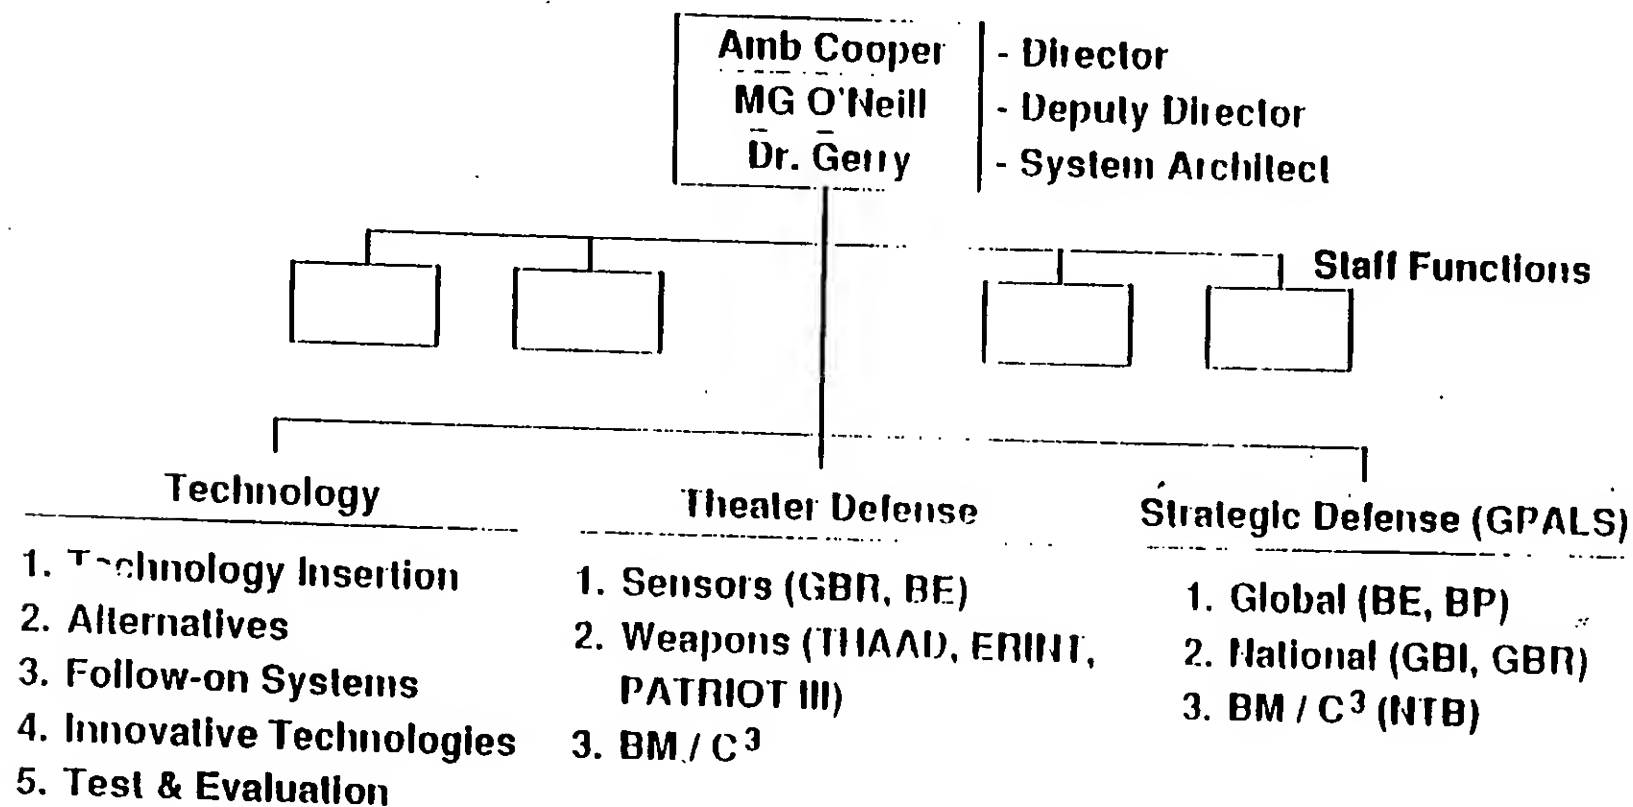 Amb Cooper - Director
MG O'Neill - Deputy Director
Dr. Gerry - System Architect
Staff Functions
Technology
1. Technology Insertion
2. Alternatives
3. Follow-on Systems
4. Innovative Technologies
5. Test & Evaluation
Theater Defense
1. Sensors (GBR, BE)
2. Weapons (THAAD, ERINT,
PATRIOT III)
3. BM / C³
Strategic Defense (GPALS)
1. Global (BE, BP)
2. National (GBI, GBR)
3. BM / C³ (NTB)